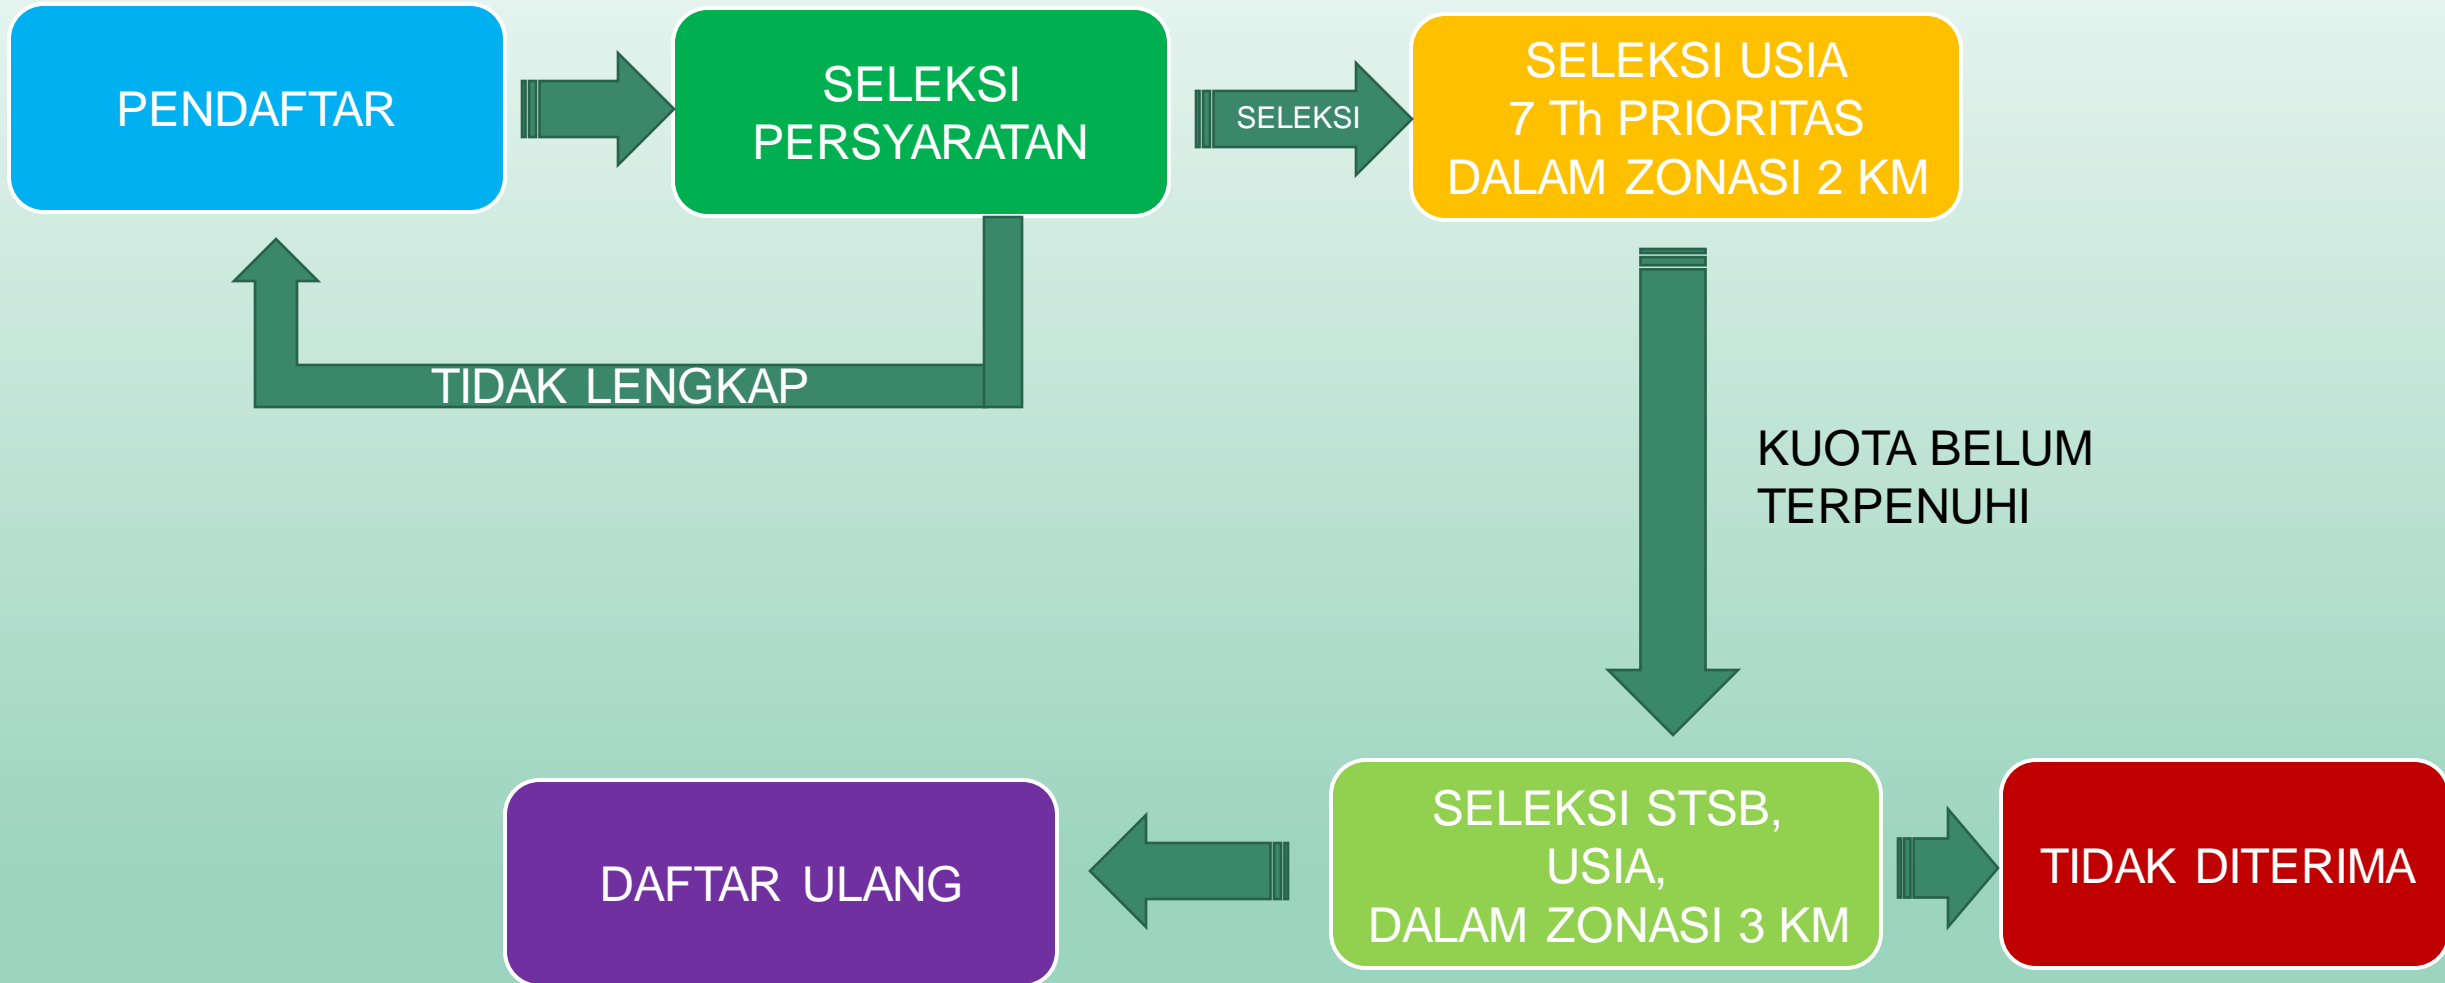 PENDAFTAR
SELEKSI
PERSYARATAN
SELEKSI
SELEKSI USIA
7 Th PRIORITAS
DALAM ZONASI 2 KM
TIDAK LENGKAP
KUOTA BELUM
TERPENUHI
DAFTAR ULANG
SELEKSI STSB,
USIA,
DALAM ZONASI 3 KM
TIDAK DITERIMA